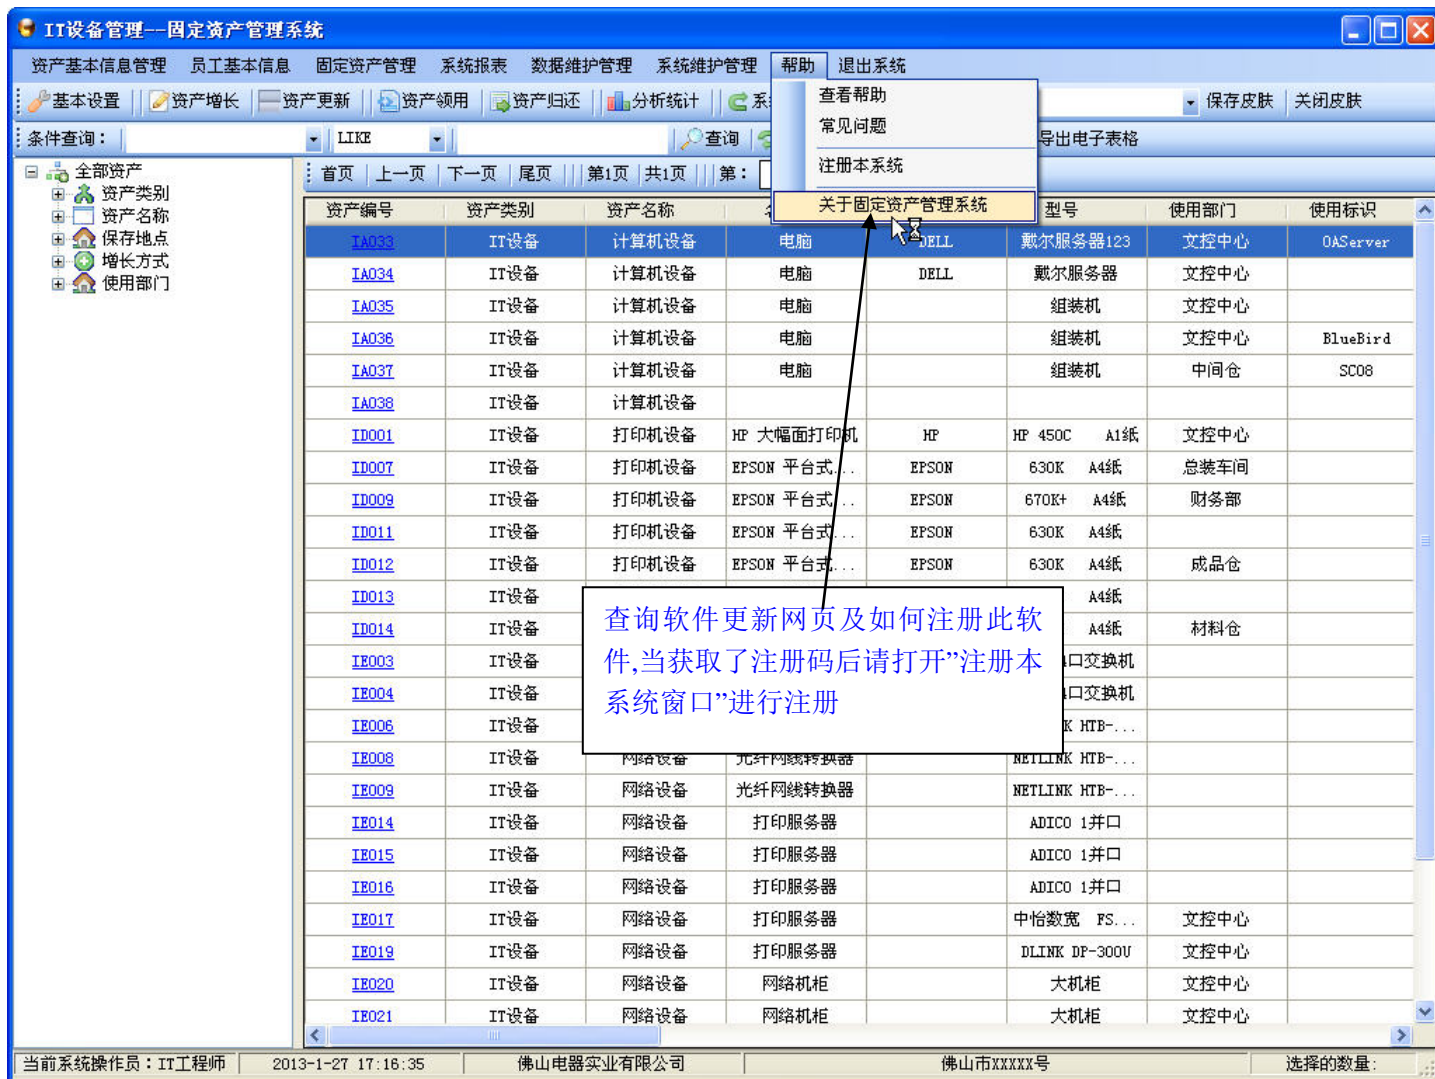 IT设备管理--固定资产管理系统
资产基本信息管理 员工基本信息 固定资产管理 系统报表 数据维护管理 系统维护管理 帮助 退出系统
基本设置 资产增长 资产更新 资产领用 资产归还 分析统计 系 保存皮肤 关闭皮肤
查看帮助
常见问题
注册本系统
关于固定资产管理系统
条件查询： LIKE 查询 导出电子表格
首页 上一页 下一页 尾页 第1页 共1页 第：
全部资产
资产类别
资产名称
保存地点
增长方式
使用部门
资产编号 资产类别 资产名称 型号 使用部门 使用标识
IA033 IT设备 计算机设备 电脑 DELL 戴尔服务器123 文控中心 OAServer
IA034 IT设备 计算机设备 电脑 DELL 戴尔服务器 文控中心
IA035 IT设备 计算机设备 电脑 组装机 文控中心
IA036 IT设备 计算机设备 电脑 组装机 文控中心 BlueBird
IA037 IT设备 计算机设备 电脑 组装机 中间仓 SC08
IA038 IT设备 计算机设备
ID001 IT设备 打印机设备 HP 大幅面打印机 HP HP 450C A1纸 文控中心
ID007 IT设备 打印机设备 EPSON 平台式... EPSON 630K A4纸 总装车间
ID009 IT设备 打印机设备 EPSON 平台式... EPSON 670K+ A4纸 财务部
ID011 IT设备 打印机设备 EPSON 平台式... EPSON 630K A4纸
ID012 IT设备 打印机设备 EPSON 平台式... EPSON 630K A4纸 成品仓
ID013 IT设备 A4纸
ID014 IT设备 A4纸 材料仓
IE003 IT设备 口交换机
IE004 IT设备 口交换机
IE006 IT设备 K HTB-...
IE008 IT设备 网络设备 光纤网线转换器 NETLINK HTB-...
IE009 IT设备 网络设备 光纤网线转换器 NETLINK HTB-...
IE014 IT设备 网络设备 打印服务器 ADICO 1并口
IE015 IT设备 网络设备 打印服务器 ADICO 1并口
IE016 IT设备 网络设备 打印服务器 ADICO 1并口
IE017 IT设备 网络设备 打印服务器 中怡数宽 FS... 文控中心
IE019 IT设备 网络设备 打印服务器 DLINK DP-300U 文控中心
IE020 IT设备 网络设备 网络机柜 大机柜 文控中心
IE021 IT设备 网络设备 网络机柜 大机柜 文控中心
查询软件更新网页及如何注册此软
件,当获取了注册码后请打开”注册本
系统窗口”进行注册
当前系统操作员：IT工程师 2013-1-27 17:16:35 佛山电器实业有限公司 佛山市XXXXX号 选择的数量: